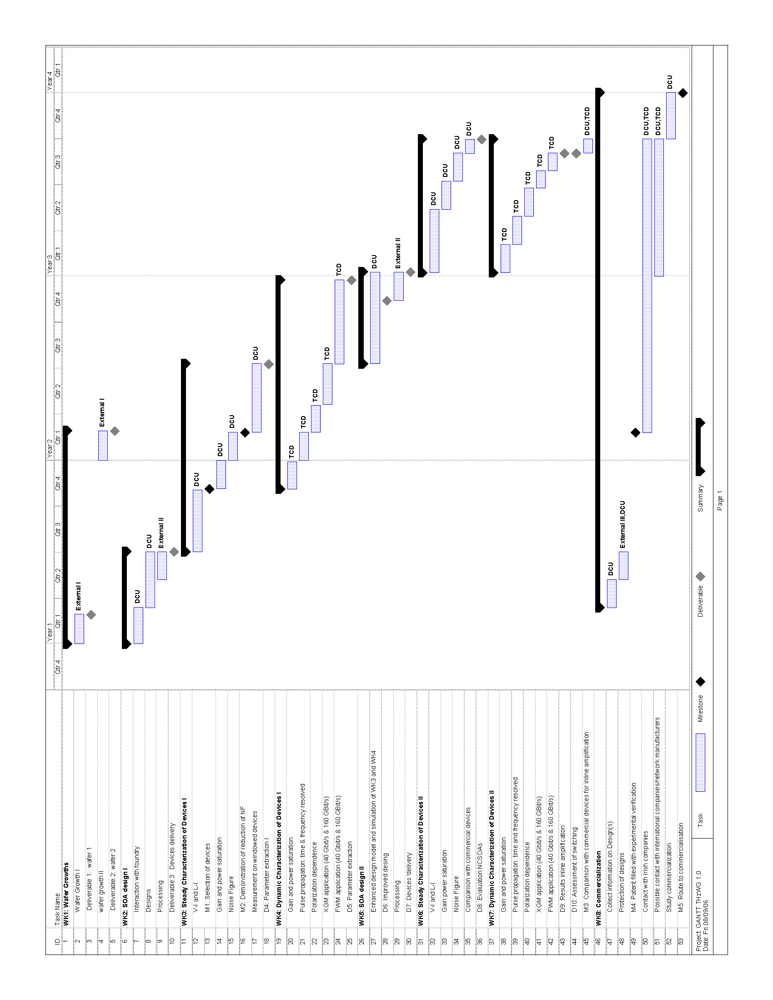 ID Task Name Qtr 4 Qtr 1 Qtr 2 Qtr 3 Qtr 4 Qtr 1 Qtr 2 Qtr 3 Qtr 4 Qtr 1 Qtr 2 Qtr 3 Qtr 4 Qtr 1
Year 1 Year 2 Year 3 Year 4
1 WK1: Wafer Growths
2 Wafer Growth I External I
3 Deliverable 1: wafer 1
4 wafer growth II External I
5 Deliverable 2: wafer 2
6 WK2: SOA design I
7 Interaction with foundry DCU
8 Designs DCU
9 Processing External II
10 Deliverable 3: Devices delivery
11 WK3: Steady Characterization of Devices I
12 V-I and L-I DCU
13 M1: Selection of devices
14 Gain and power saturation DCU
15 Noise Figure DCU
16 M2: Demonstration of reduction of NF
17 Measurement on windowed devices DCU
18 D4: Parameter extraction I
19 WK4: Dynamic Characterization of Devices I
20 Gain and power saturation TCD
21 Pulse propagation: time & frequency resolved TCD
22 Polarization dependence TCD
23 XGM application (40 Gbit/s & 160 GBit/s) TCD
24 FWM application (40 Gbit/s & 160 GBit/s) TCD
25 D5: Parameter extraction
26 WK5: SOA design II
27 Enhanced design model and simulation of WK3 and WK4 DCU
28 D6: Improved desing
29 Processing External II
30 D7: Devices 'delivery
31 WK6: Steady Characterization of Devices II
32 V-I and L-I DCU
33 Gain power saturation DCU
34 Noise Figure DCU
35 Comparison with commercial devices DCU
36 D8: Evaluation NCSOAs
37 WK7: Dynamic Characterization of Devices II
38 Gain and power saturation TCD
39 Pulse propagation: time and frequency resolved TCD
40 Polarization dependence TCD
41 XGM application (40 Gbit/s & 160 GBit/s) TCD
42 FWM application (40 Gbit/s & 160 GBit/s) TCD
43 D9: Results inline amplification
44 D10: Assessment of switching
45 M3: Comparison with commercial devices for inline amplification DCU,TCD
46 WK8: Commercialization
47 Collect information on Design(s) DCU
48 Protection of designs External III,DCU
49 M4: Patent filled with experimental verification
50 Contact with Irish companies DCU,TCD
51 Possible contact with international companies/network manufacturers DCU,TCD
52 Study commercialization DCU
53 M5: Route to commercialisation
Project: GANTT THzWG 1.0
Date: Fri 08/09/06
Task Milestone Deliverable Summary
Page 1